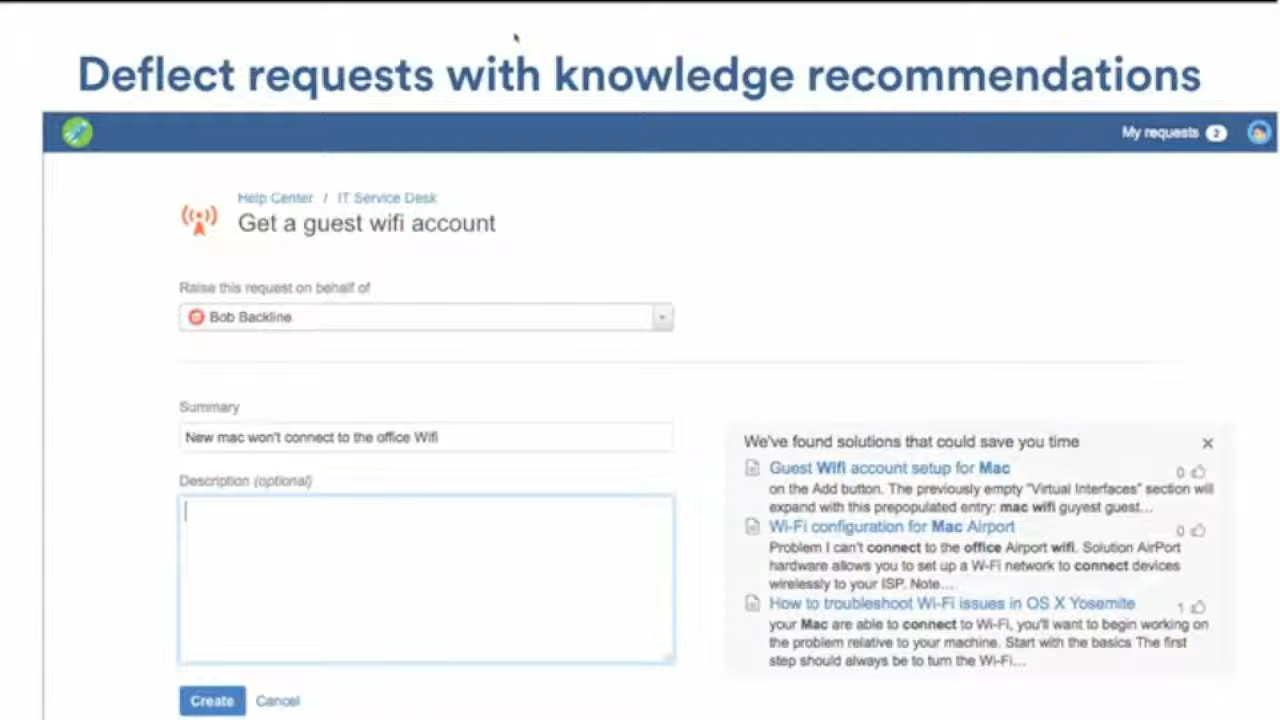 Deflect requests with knowledge recommendations
My requests 2
Help Center / IT Service Desk
Get a guest wifi account
Raise this request on behalf of
Bob Backline
Summary
New mac won't connect to the office Wifi
Description (optional)
We've found solutions that could save you time
Guest Wifi account setup for Mac 0
on the Add button. The previously empty "Virtual Interfaces" section will
expand with this prepopulated entry: mac wifi guyest guest...
Wi-Fi configuration for Mac Airport 0
Problem I can't connect to the office Airport wifi. Solution AirPort
hardware allows you to set up a W-Fi network to connect devices
wirelessly to your ISP. Note....
How to troubleshoot Wi-Fi issues in OS X Yosemite 1
your Mac are able to connect to Wi-Fi, you'll want to begin working on
the problem relative to your machine. Start with the basics The first
step should always be to turn the Wi-Fi...
Create Cancel